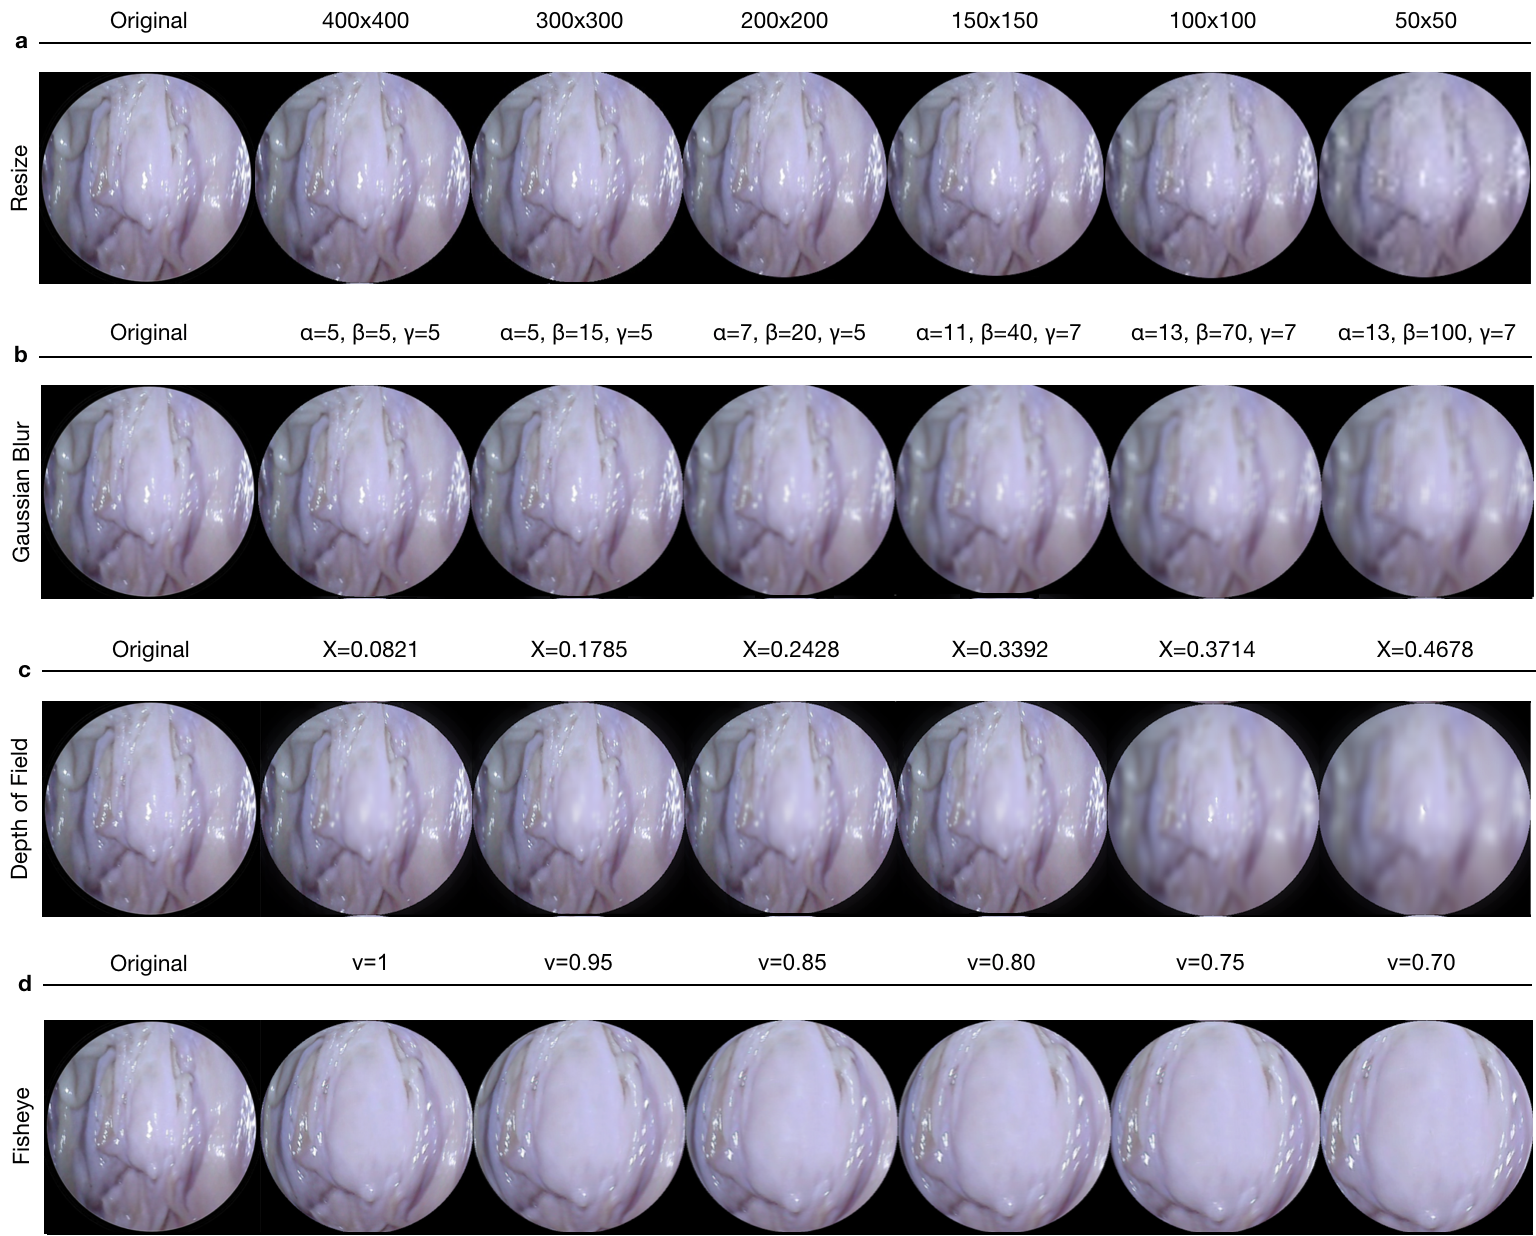 Original 400x400 300x300 200x200 150x150 100x100 50x50
a
Resize
Original α=5, β=5, γ=5 α=5, β=15, γ=5 α=7, β=20, γ=5 α=11, β=40, γ=7 α=13, β=70, γ=7 α=13, β=100, γ=7
b
Gaussian Blur
Original X=0.0821 X=0.1785 X=0.2428 X=0.3392 X=0.3714 X=0.4678
c
Depth of Field
Original v=1 v=0.95 v=0.85 v=0.80 v=0.75 v=0.70
d
Fisheye